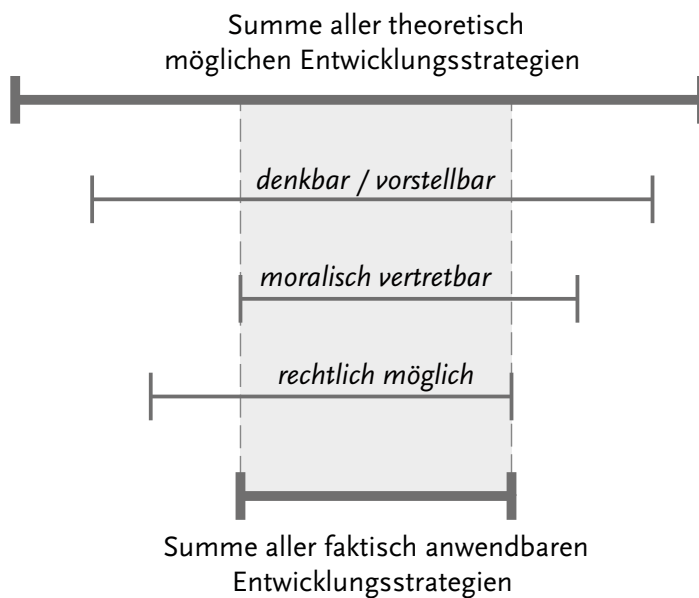 Summe aller theoretisch
möglichen Entwicklungsstrategien
denkbar / vorstellbar
moralisch vertretbar
rechtlich möglich
Summe aller faktisch anwendbaren
Entwicklungsstrategien